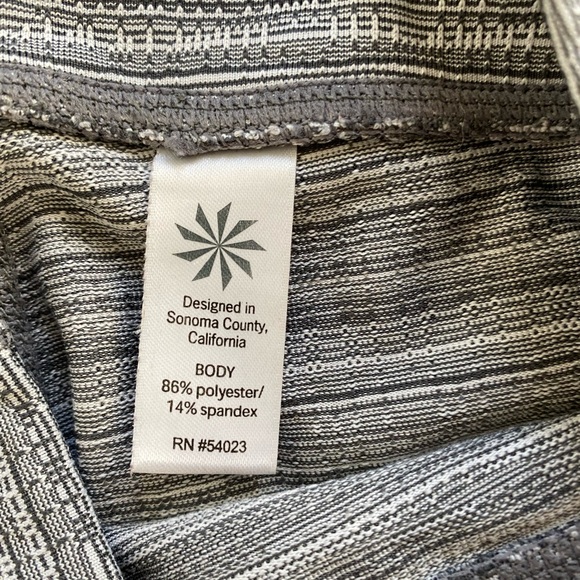 Designed in
Sonoma County,
California
BODY
86% polyester/
14% spandex
RN #54023